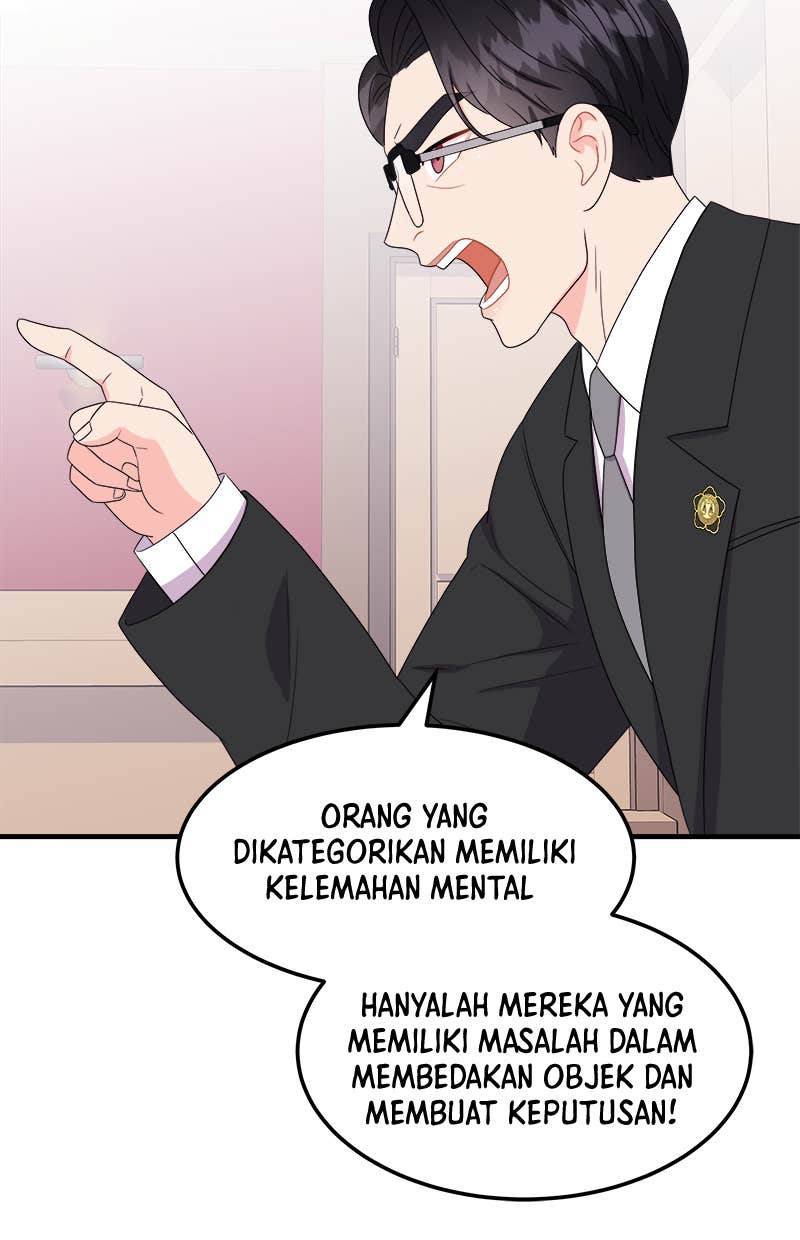 ORANG YANG
DIKATEGORIKAN MEMILIKI
KELEMAHAN MENTAL
HANYALAH MEREKA YANG
MEMILIKI MASALAH DALAM
MEMBEDAKAN OBJEK DAN
MEMBUAT KEPUTUSAN!